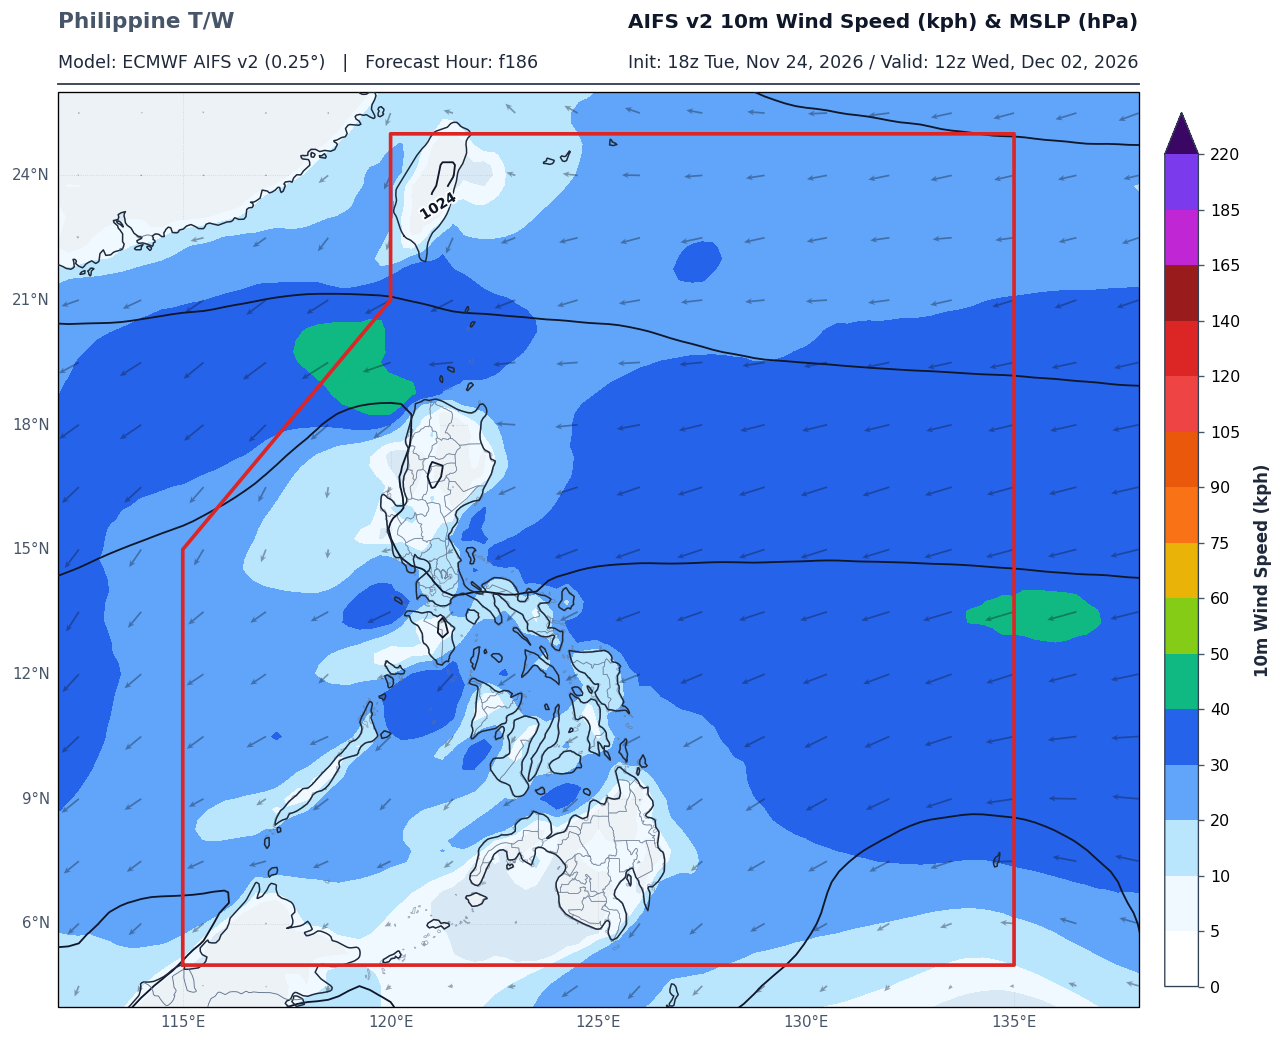 Philippine T/W
AIFS v2 10m Wind Speed (kph) & MSLP (hPa)
Model: ECMWF AIFS v2 (0.25°) | Forecast Hour: f186
Init: 18z Tue, Nov 24, 2026 / Valid: 12z Wed, Dec 02, 2026
24°N
21°N
18°N
15°N
12°N
9°N
6°N
1024
115°E
120°E
125°E
130°E
135°E
220
185
165
140
120
105
90
75
60
50
40
30
20
10
5
0
10m Wind Speed (kph)